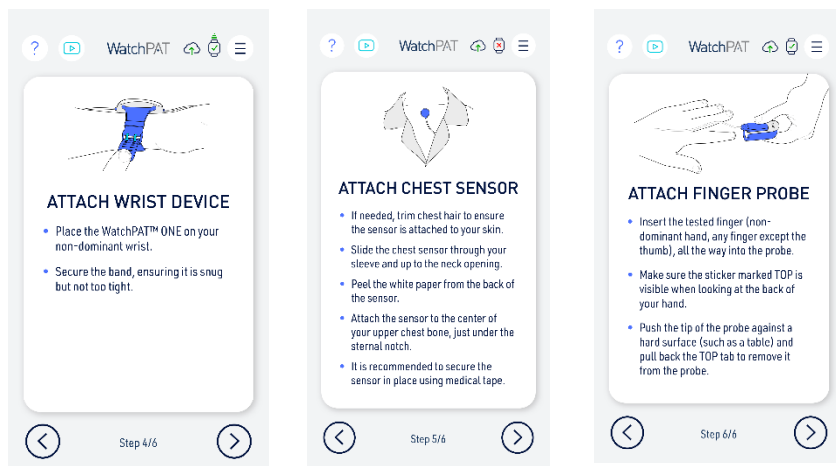 ?
WatchPAT
ATTACH WRIST DEVICE
• Place the WatchPAT™ ONE on your
non-dominant wrist.
• Secure the band, ensuring it is snug
but not too tight.
Step 4/6
?
WatchPAT
ATTACH CHEST SENSOR
• If needed, trim chest hair to ensure
the sensor is attached to your skin.
• Slide the chest sensor through your
sleeve and up to the neck opening.
• Peel the white paper from the back of
the sensor.
• Attach the sensor to the center of
your upper chest bone, just under the
sternal notch.
• It is recommended to secure the
sensor in place using medical tape.
Step 5/6
?
WatchPAT
ATTACH FINGER PROBE
• Insert the tested finger (non-
dominant hand, any finger except the
thumb), all the way into the probe.
• Make sure the sticker marked TOP is
visible when looking at the back of
your hand.
• Push the tip of the probe against a
hard surface (such as a table) and
pull back the TOP tab to remove it
from the probe.
Step 6/6